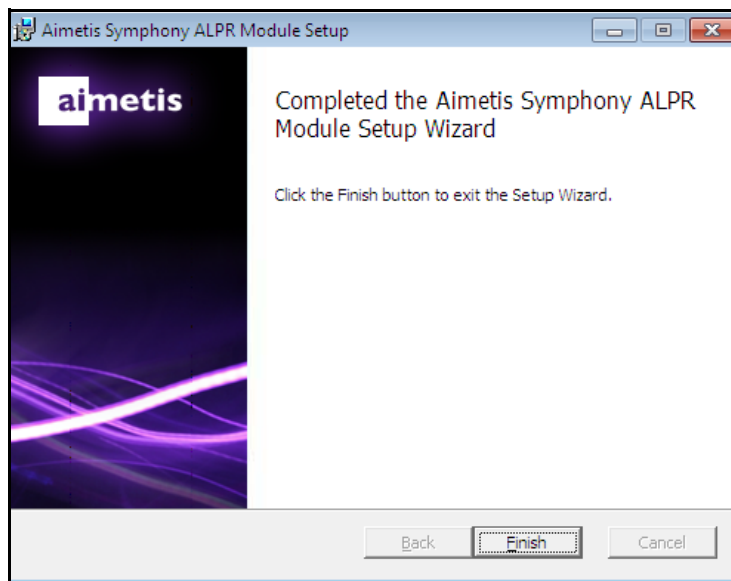 Aimetis Symphony ALPR Module Setup
aimetis
Completed the Aimetis Symphony ALPR
Module Setup Wizard
Click the Finish button to exit the Setup Wizard.
Back Finish Cancel